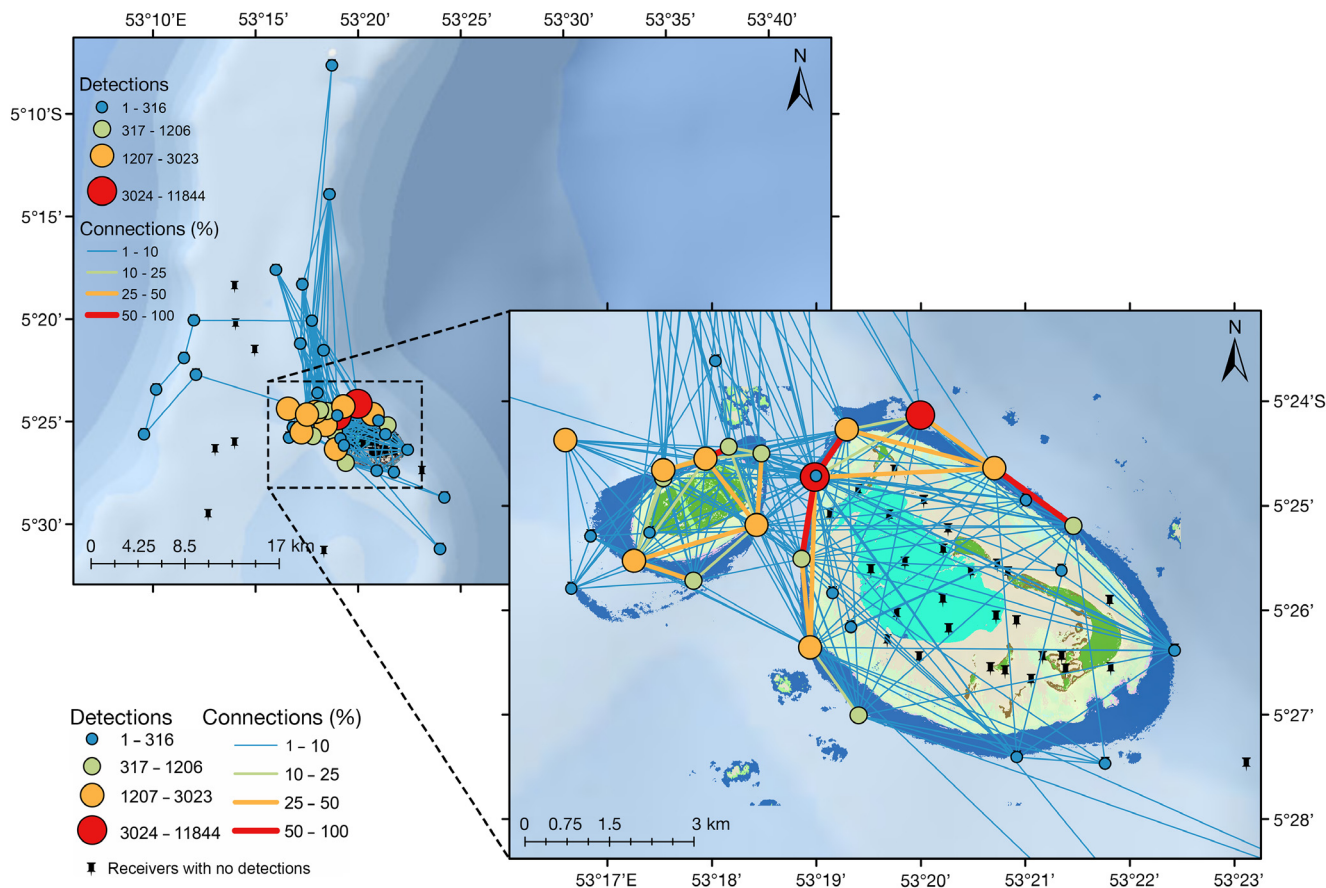 53°10'E 53°15' 53°20' 53°25' 53°30' 53°35' 53°40'
N
Detections
1 - 316
317 - 1206
1207 - 3023
3024 - 11844
Connections (%)
1 - 10
10 - 25
25 - 50
50 - 100
5°10'S
5°15'
5°20'
5°25'
5°30'
0 4.25 8.5 17 km
N
5°24'S
5°25'
5°26'
5°27'
5°28'
0 0.75 1.5 3 km
53°17'E 53°18' 53°19' 53°20' 53°21' 53°22' 53°23'
Detections Connections (%)
1 – 316 1 – 10
317 – 1206 10 – 25
1207 – 3023 25 – 50
3024 – 11844 50 – 100
Receivers with no detections